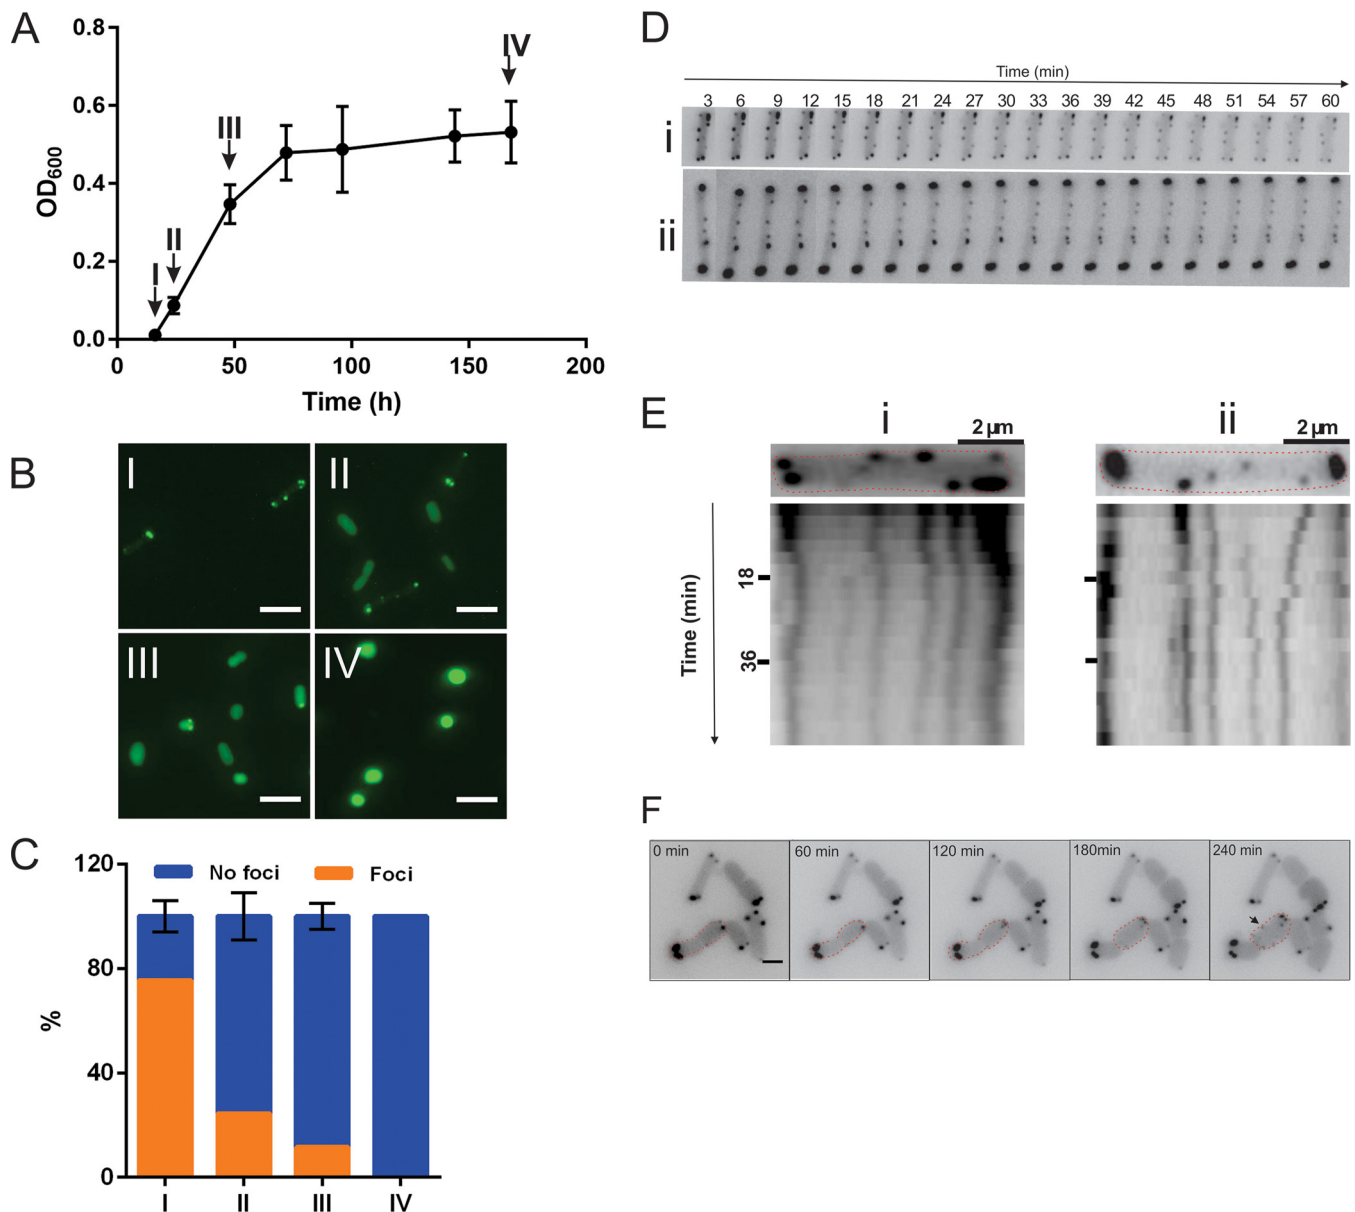 A
0.8
0.6
0.4
0.2
0.0
OD600
I
II
III
IV
0
50
100
150
200
Time (h)
B
I
II
III
IV
C
120
80
40
0
%
No foci
Foci
I
II
III
IV
D
Time (min)
3 6 9 12 15 18 21 24 27 30 33 36 39 42 45 48 51 54 57 60
i
ii
E
i
2 µm
ii
2 µm
Time (min)
18
36
F
0 min
60 min
120 min
180min
240 min